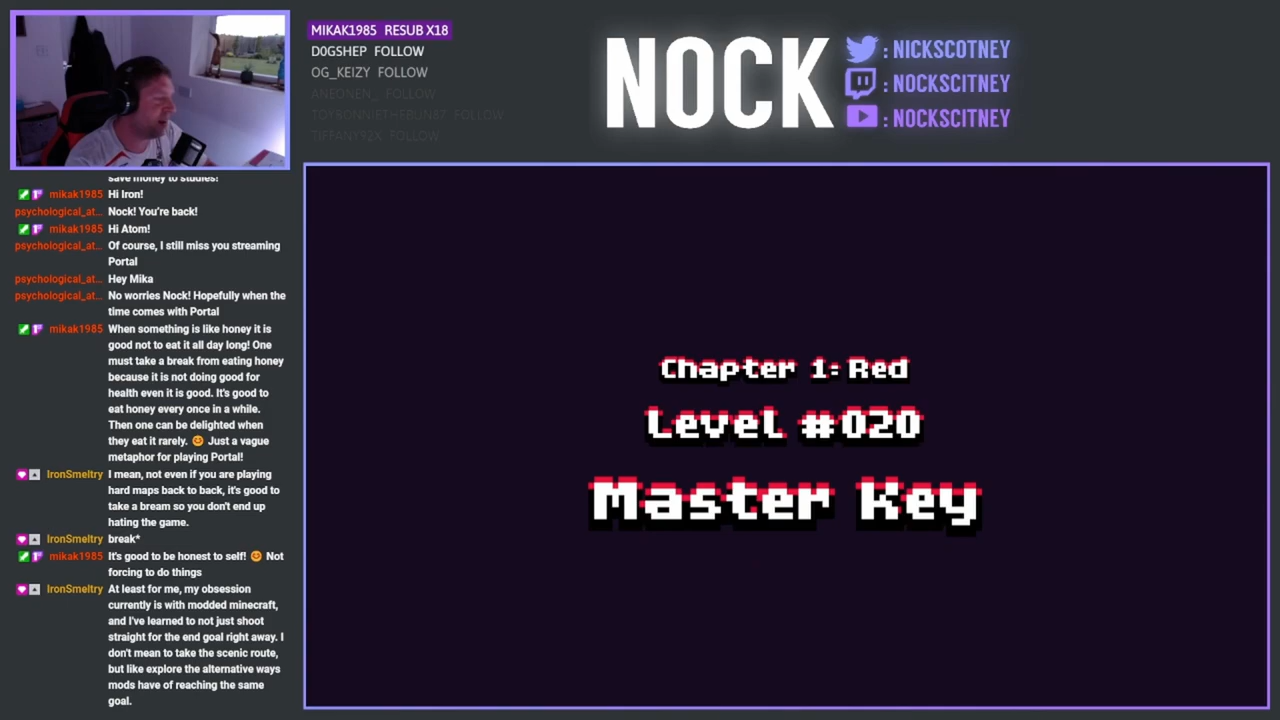 MIKAK1985 RESUB X18
D0GSHEP FOLLOW
OG_KEIZY FOLLOW
ANEDNEN_ FOLLOW
TOYBONNIETHEBUN87 FOLLOW
TIFFANY92X FOLLOW
NOCK
: NICKSCOTNEY
: NOCKSCITNEY
: NOCKSCITNEY
save money to studies!
mikak1985 Hi Iron!
psychological_at... Nock! You're back!
mikak1985 Hi Atom!
psychological_at... Of course, I still miss you streaming
Portal
psychological_at... Hey Mika
psychological_at... No worries Nock! Hopefully when the
time comes with Portal
mikak1985 When something is like honey it is
good not to eat it all day long! One
must take a break from eating honey
because it is not doing good for
health even it is good. It's good to
eat honey every once in a while.
Then one can be delighted when
they eat it rarely. 😊 Just a vague
metaphor for playing Portal!
IronSmeltry I mean, not even if you are playing
hard maps back to back, it's good to
take a bream so you don't end up
hating the game.
IronSmeltry break*
mikak1985 It's good to be honest to self! 😊 Not
forcing to do things
IronSmeltry At least for me, my obsession
currently is with modded minecraft,
and I've learned to not just shoot
straight for the end goal right away. I
don't mean to take the scenic route,
but like explore the alternative ways
mods have of reaching the same
goal.
Chapter 1: Red
Level #020
Master Key